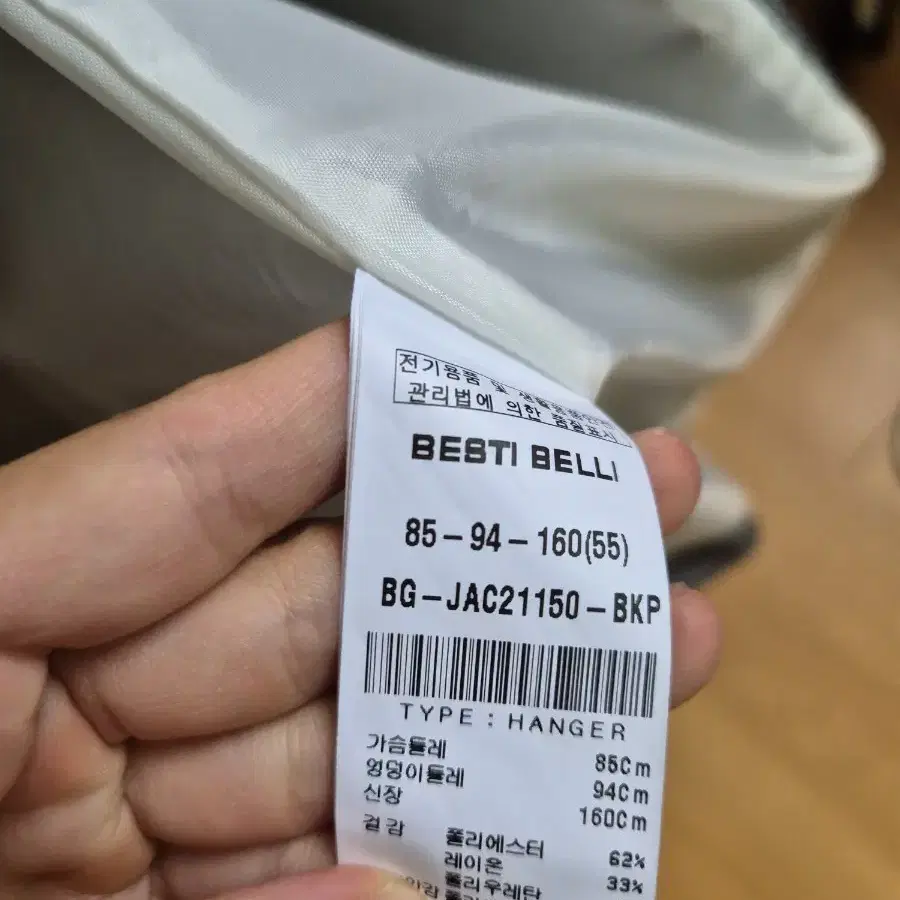 전기용품 및 생활용품안전
관리법에 의한 품질표시
BESTI BELLI
85-94-160(55)
BG-JAC21150-BKP
TYPE : HANGER
가슴둘레 85Cm
엉덩이둘레 94Cm
신장 160Cm
겉감 폴리에스터 62%
레이온 33%
폴리우레탄